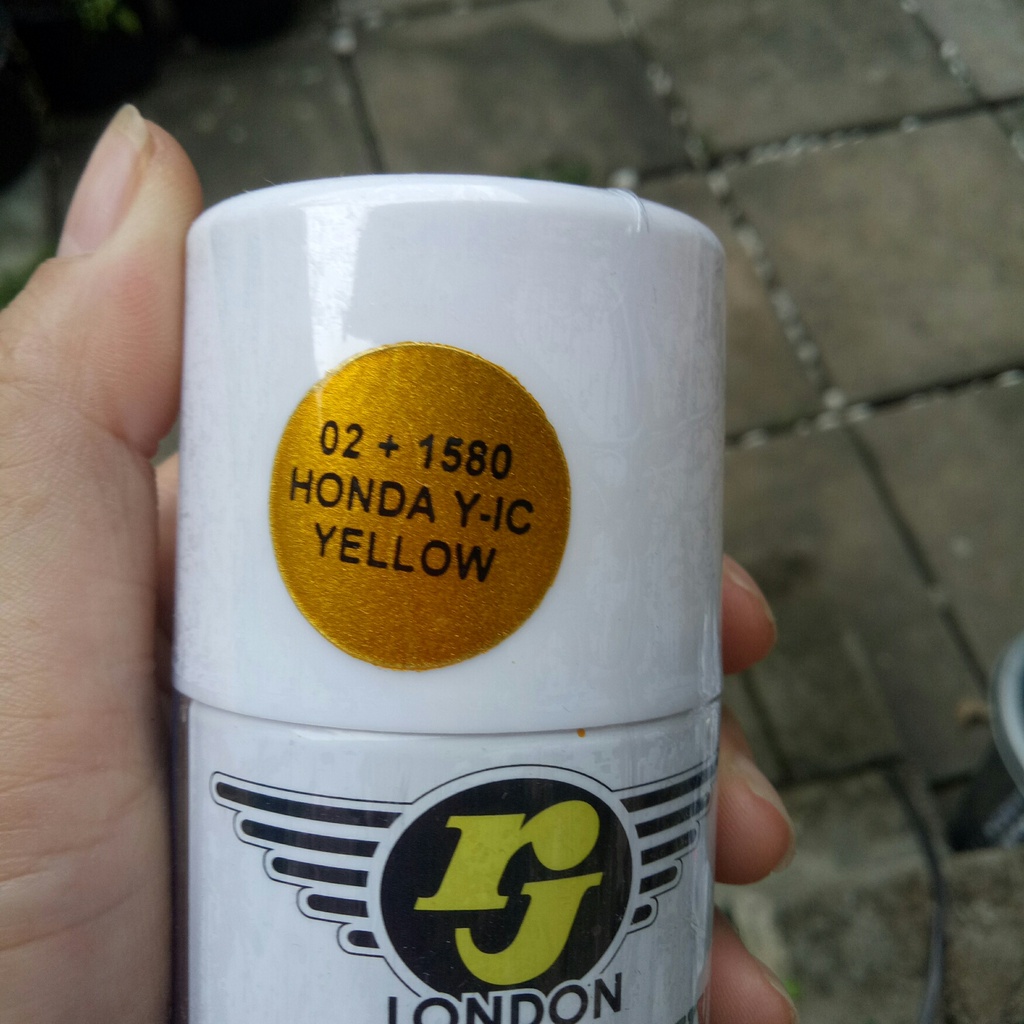 02 + 1580
HONDA Y-IC
YELLOW
rj
LONDON